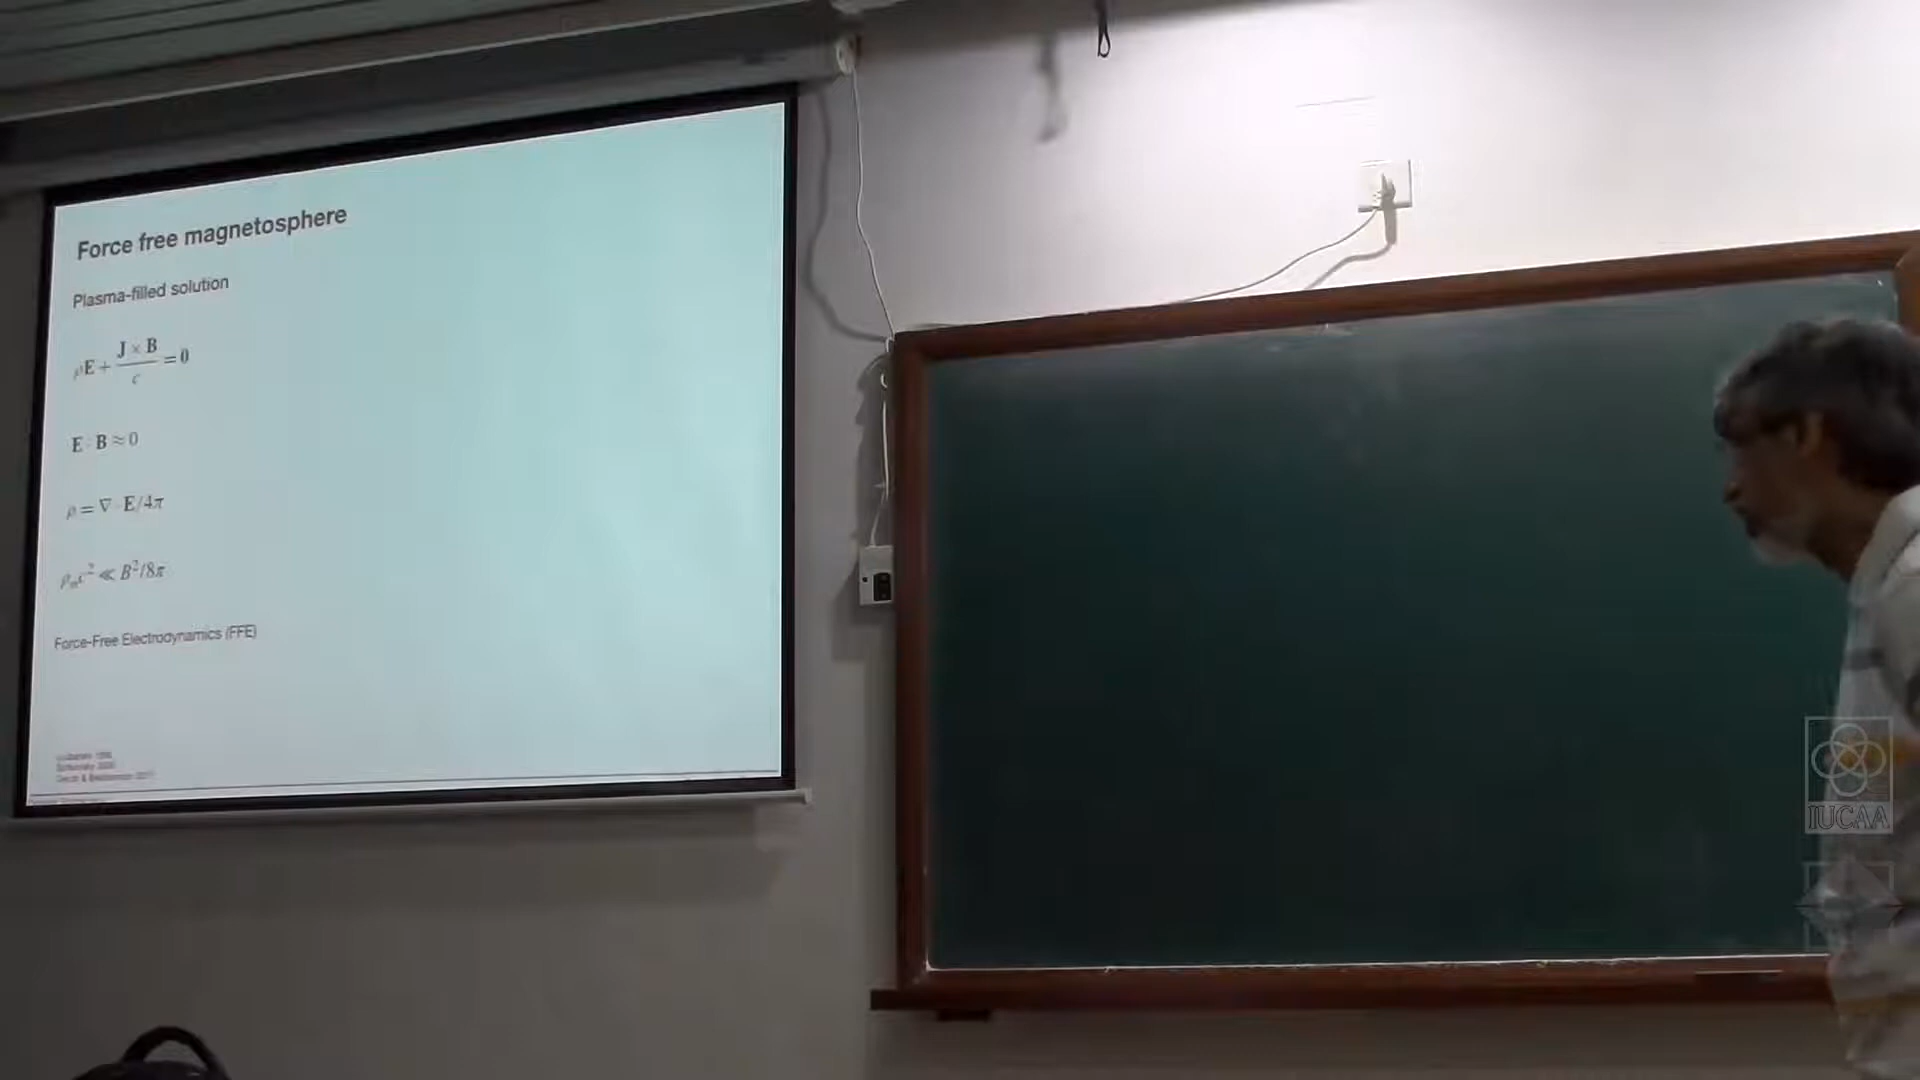 Force free magnetosphere
Plasma-filled solution
ρE + J × B / c = 0
E · B ≈ 0
ρ = ∇ · E/4π
ρₘc² ≪ B²/8π
Force-Free Electrodynamics (FFE)
IUCAA